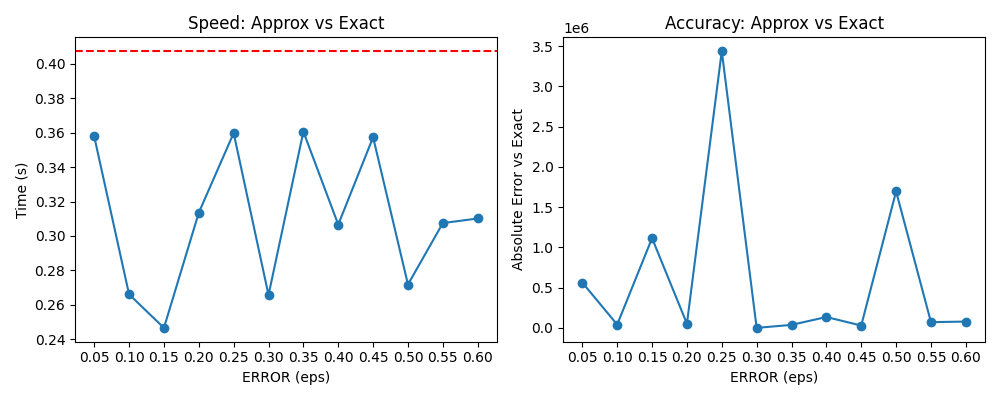 Speed: Approx vs Exact
Time (s)
0.40
0.38
0.36
0.34
0.32
0.30
0.28
0.26
0.24
0.05 0.10 0.15 0.20 0.25 0.30 0.35 0.40 0.45 0.50 0.55 0.60
ERROR (eps)
Accuracy: Approx vs Exact
1e6
Absolute Error vs Exact
3.5
3.0
2.5
2.0
1.5
1.0
0.5
0.0
0.05 0.10 0.15 0.20 0.25 0.30 0.35 0.40 0.45 0.50 0.55 0.60
ERROR (eps)